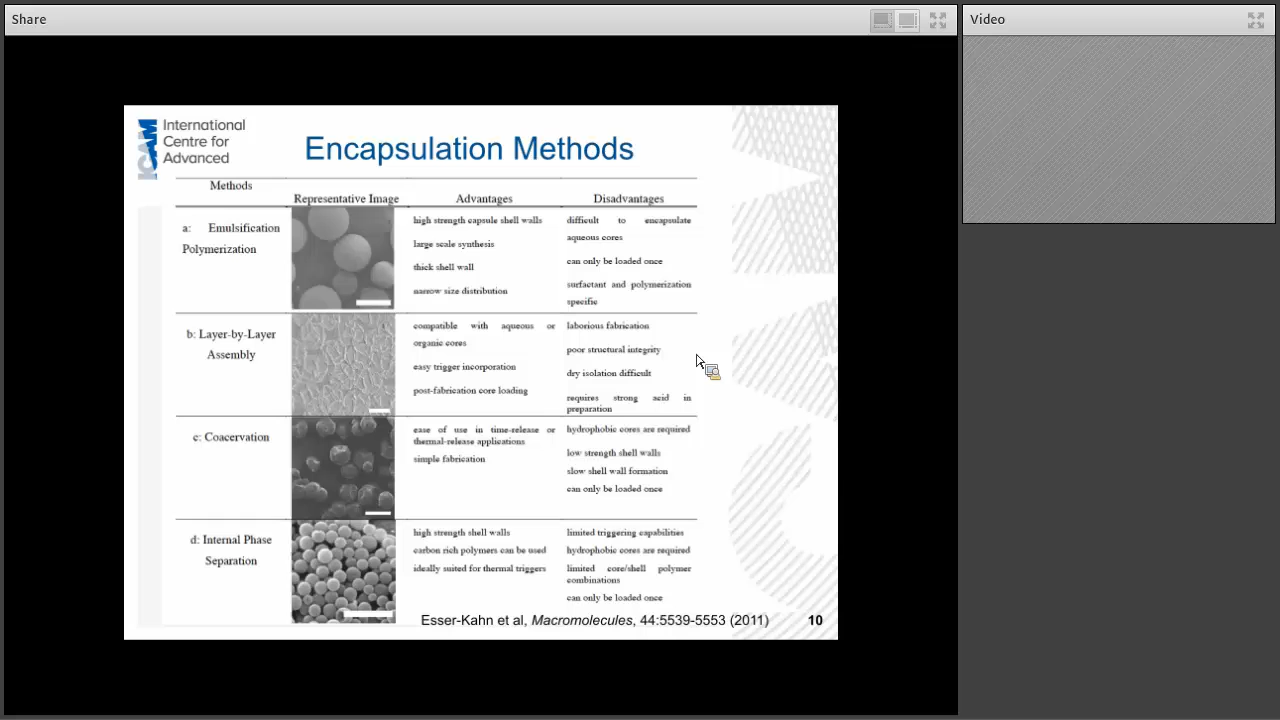 Share
Video
International
Centre for
Advanced
ICAM
Encapsulation Methods
Methods
Representative Image
Advantages
Disadvantages
a: Emulsification
Polymerization
high strength capsule shell walls
large scale synthesis
thick shell wall
narrow size distribution
difficult to encapsulate
aqueous cores
can only be loaded once
surfactant and polymerization
specific
b: Layer-by-Layer
Assembly
compatible with aqueous or
organic cores
easy trigger incorporation
post-fabrication core loading
laborious fabrication
poor structural integrity
dry isolation difficult
requires strong acid in
preparation
c: Coacervation
ease of use in time-release or
thermal-release applications
simple fabrication
hydrophobic cores are required
low strength shell walls
slow shell wall formation
can only be loaded once
d: Internal Phase
Separation
high strength shell walls
carbon rich polymers can be used
ideally suited for thermal triggers
limited triggering capabilities
hydrophobic cores are required
limited core/shell polymer
combinations
can only be loaded once
Esser-Kahn et al, Macromolecules, 44:5539-5553 (2011)
10